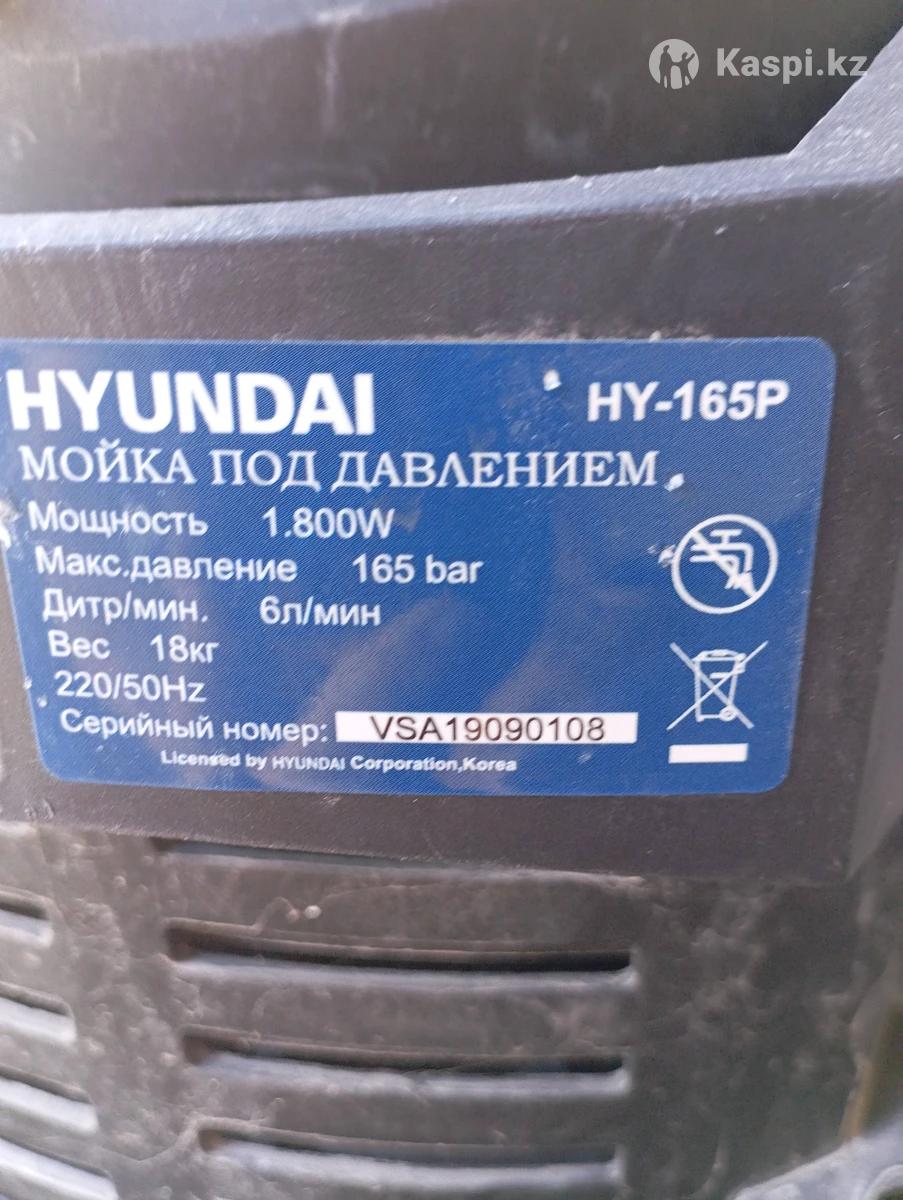 Kaspi.kz
HYUNDAI HY-165P
МОЙКА ПОД ДАВЛЕНИЕМ
Мощность 1.800W
Макс.давление 165 bar
Дитр/мин. 6л/мин
Вес 18кг
220/50Hz
Серийный номер: VSA19090108
Licensed by HYUNDAI Corporation,Korea